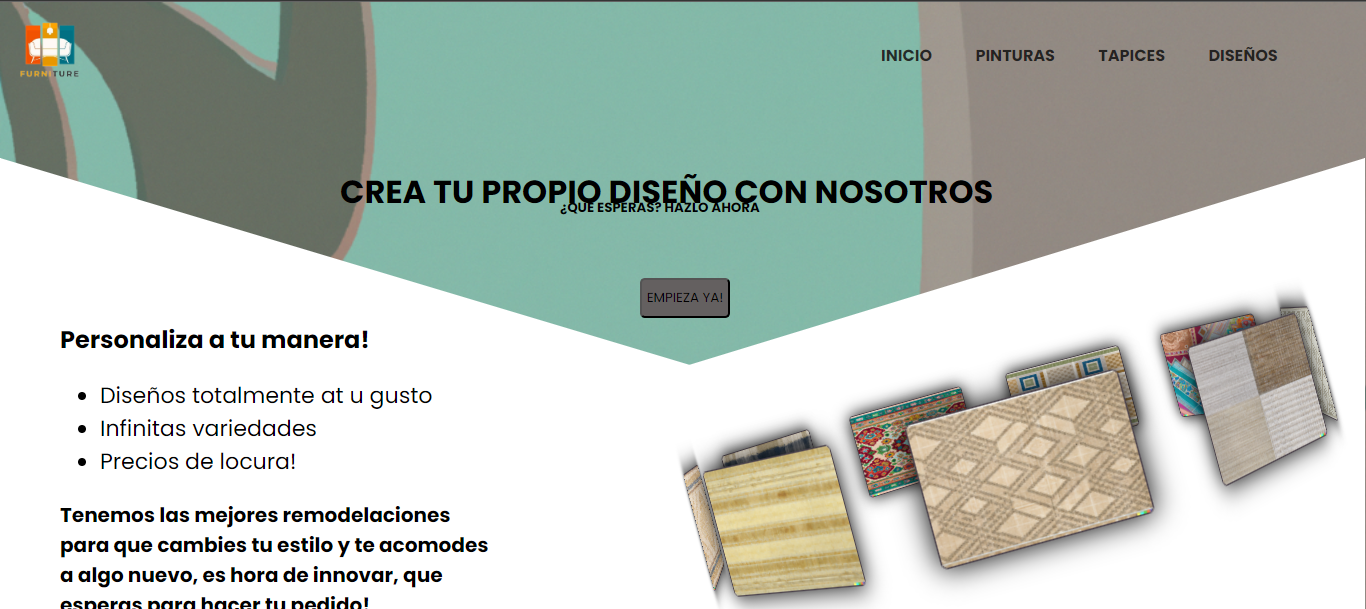 FURNITURE
INICIO PINTURAS TAPICES DISEÑOS
CREA TU PROPIO DISEÑO CON NOSOTROS
¿QUE ESPERAS? HAZLO AHORA
EMPIEZA YA!
Personaliza a tu manera!
Diseños totalmente at u gusto
Infinitas variedades
Precios de locura!
Tenemos las mejores remodelaciones
para que cambies tu estilo y te acomodes
a algo nuevo, es hora de innovar, que
esperas para hacer tu pedido!